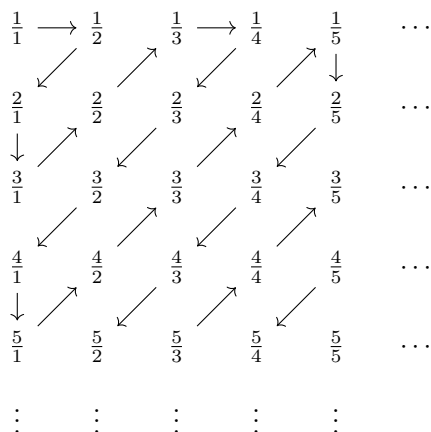 1/1 1/2 1/3 1/4 1/5 ⋯
2/1 2/2 2/3 2/4 2/5 ⋯
3/1 3/2 3/3 3/4 3/5 ⋯
4/1 4/2 4/3 4/4 4/5 ⋯
5/1 5/2 5/3 5/4 5/5 ⋯
⋮ ⋮ ⋮ ⋮ ⋮